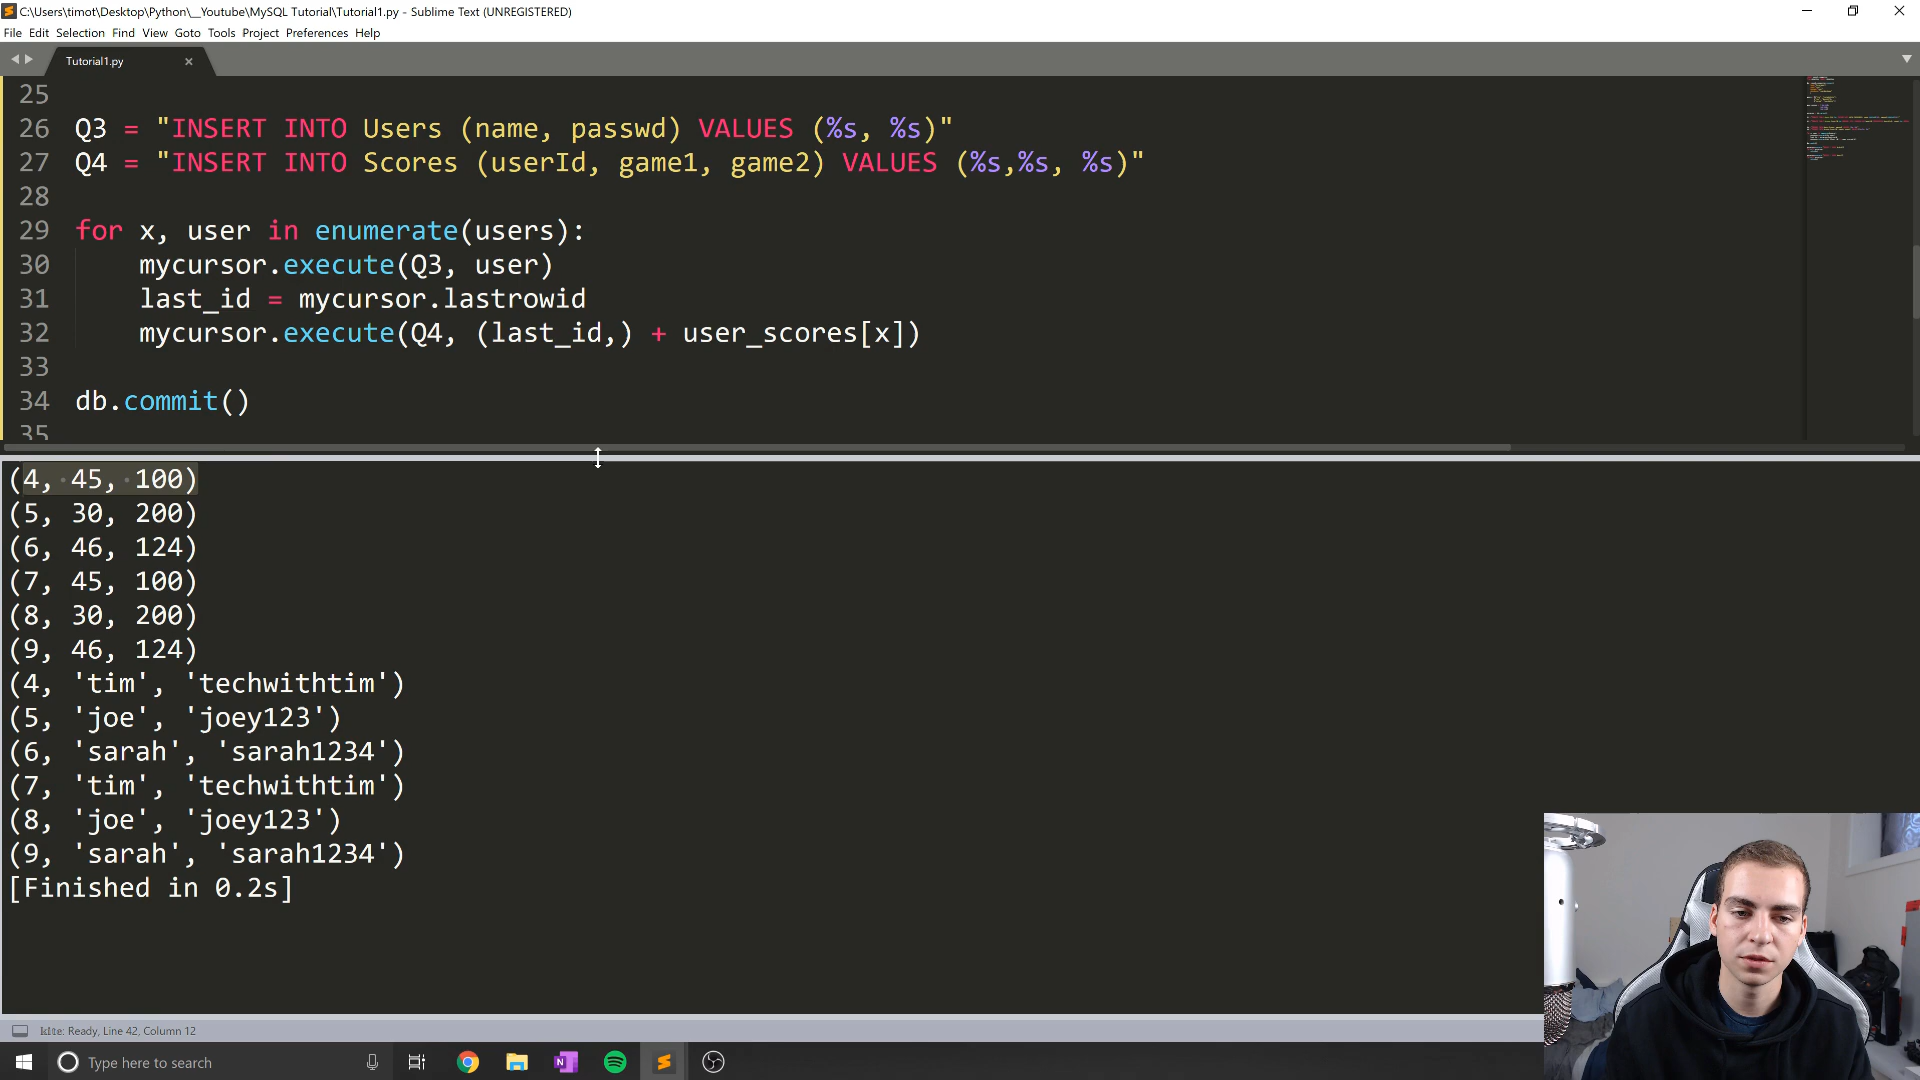 C:\Users\timot\Desktop\Python\__Youtube\MySQL Tutorial\Tutorial1.py - Sublime Text (UNREGISTERED)
File Edit Selection Find View Goto Tools Project Preferences Help
Tutorial1.py
25
26 Q3 = "INSERT INTO Users (name, passwd) VALUES (%s, %s)"
27 Q4 = "INSERT INTO Scores (userId, game1, game2) VALUES (%s,%s, %s)"
28
29 for x, user in enumerate(users):
30 mycursor.execute(Q3, user)
31 last_id = mycursor.lastrowid
32 mycursor.execute(Q4, (last_id,) + user_scores[x])
33
34 db.commit()
35
(4, 45, 100)
(5, 30, 200)
(6, 46, 124)
(7, 45, 100)
(8, 30, 200)
(9, 46, 124)
(4, 'tim', 'techwithtim')
(5, 'joe', 'joey123')
(6, 'sarah', 'sarah1234')
(7, 'tim', 'techwithtim')
(8, 'joe', 'joey123')
(9, 'sarah', 'sarah1234')
[Finished in 0.2s]
kite: Ready, Line 42, Column 12
Type here to search